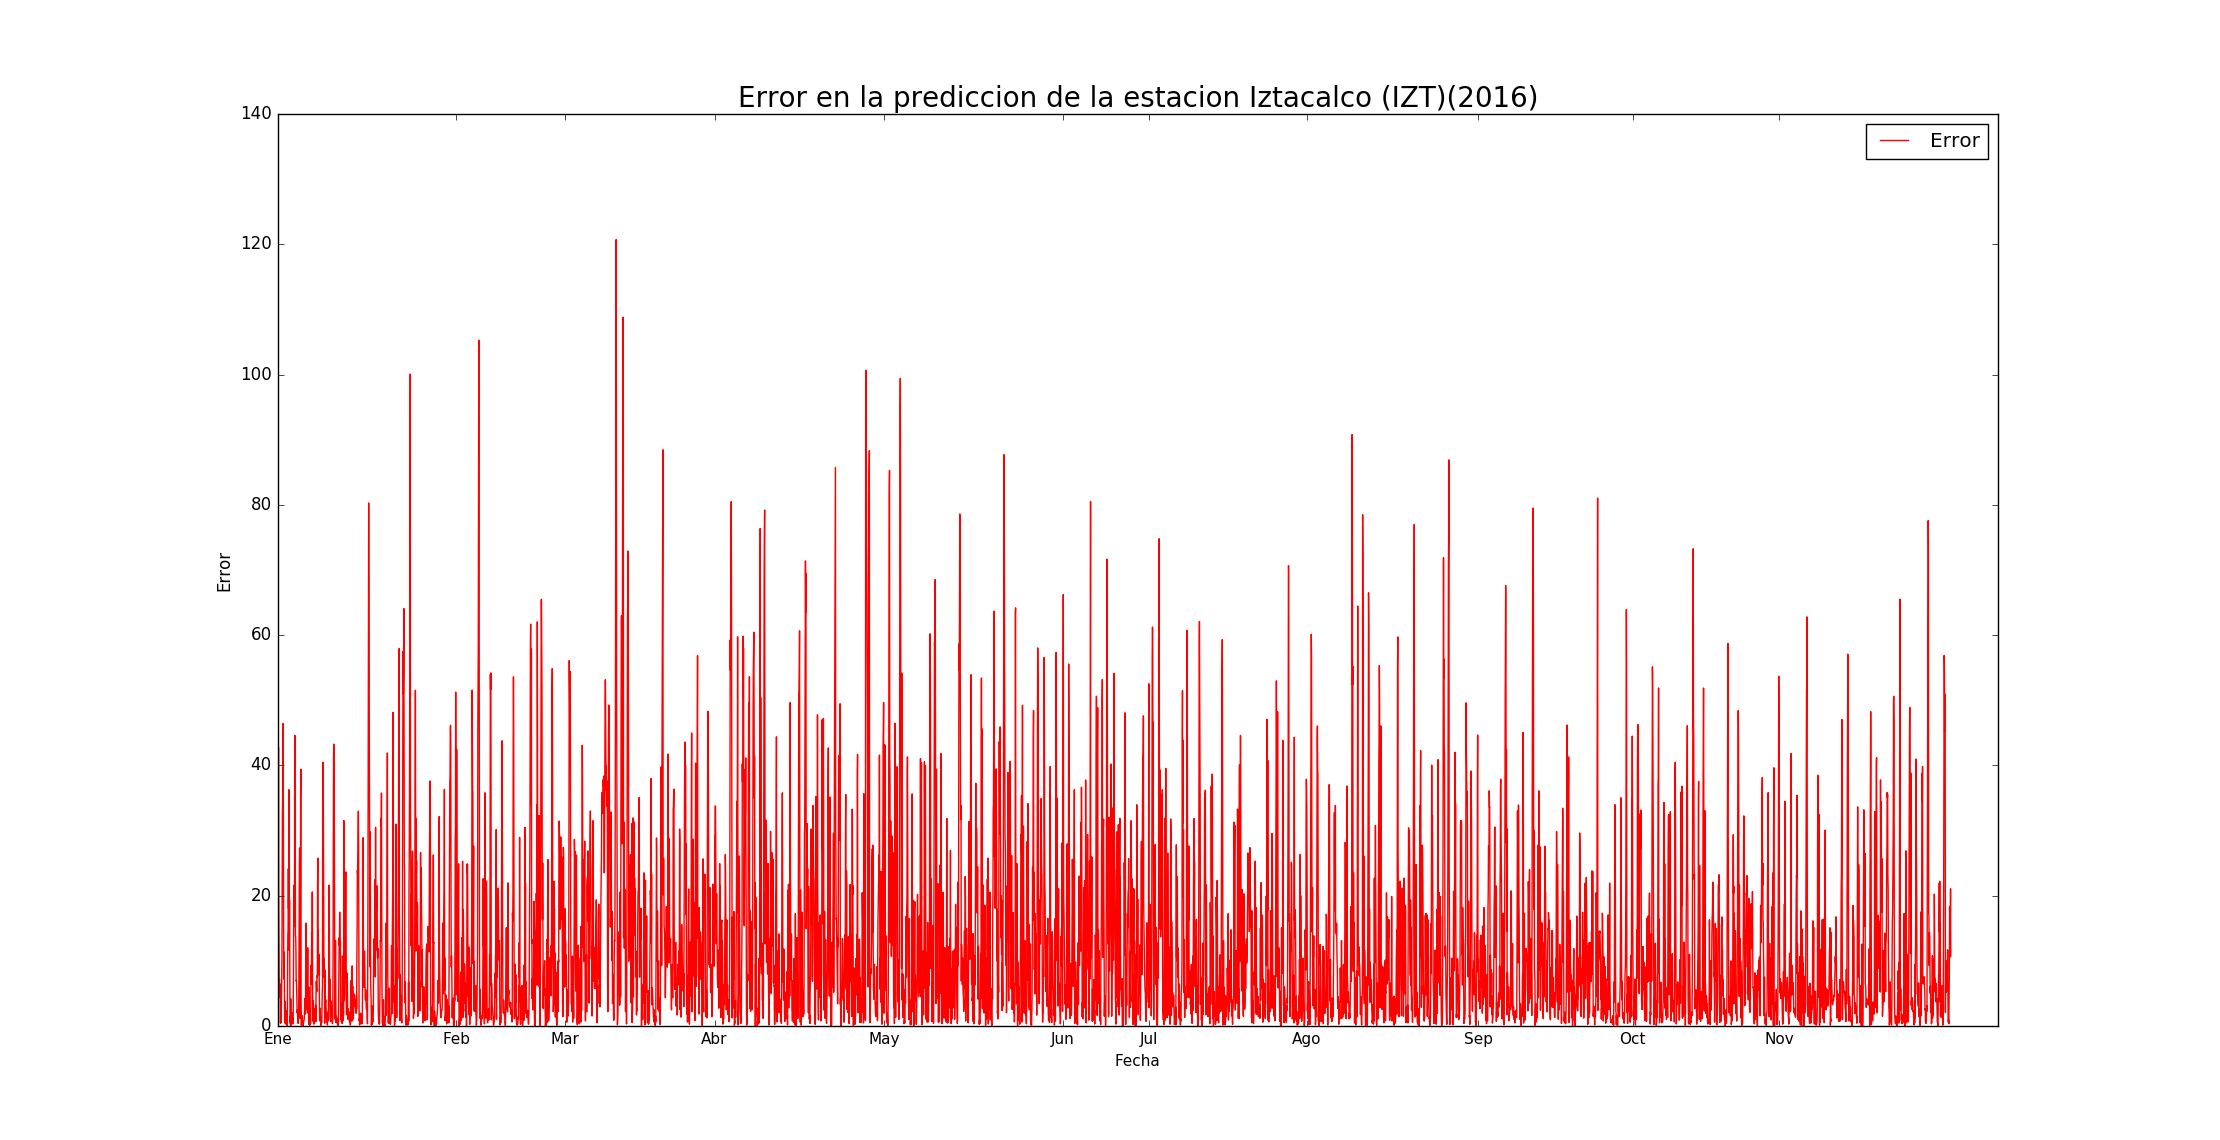 Error en la prediccion de la estacion Iztacalco (IZT)(2016)
Error
140
120
100
80
60
40
20
0
Error
Ene Feb Mar Abr May Jun Jul Ago Sep Oct Nov
Fecha